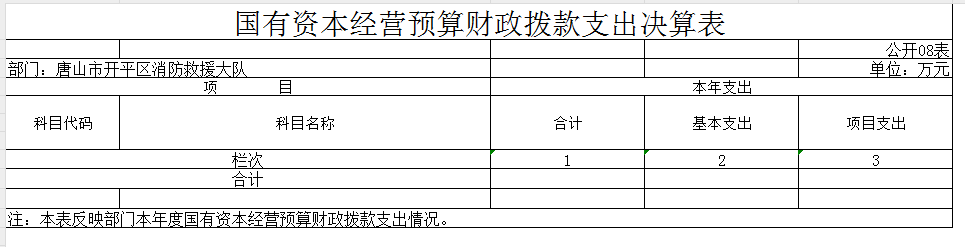 国有资本经营预算财政拨款支出决算表
公开08表
部门：唐山市开平区消防救援大队 单位：万元
项 目 本年支出
科目代码 科目名称 合计 基本支出 项目支出
栏次 1 2 3
合计
注：本表反映部门本年度国有资本经营预算财政拨款支出情况。